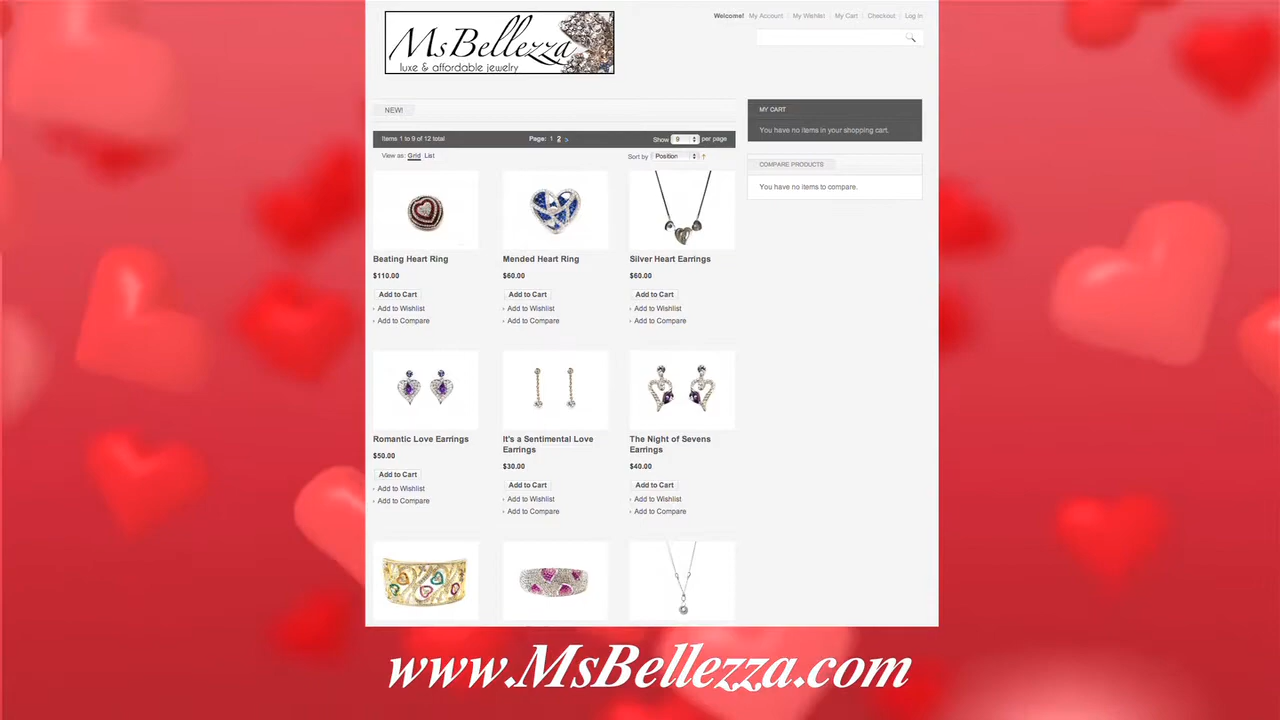 MsBellezza
luxe & affordable jewelry
Welcome! My Account My Wishlist My Cart Checkout Log in
NEW!
Items 1 to 9 of 12 total Page: 1 2 > Show 9 per page
View as: Grid List Sort by Position
MY CART
You have no items in your shopping cart.
COMPARE PRODUCTS
You have no items to compare.
Beating Heart Ring
$110.00
Add to Cart
Add to Wishlist
Add to Compare
Mended Heart Ring
$60.00
Add to Cart
Add to Wishlist
Add to Compare
Silver Heart Earrings
$60.00
Add to Cart
Add to Wishlist
Add to Compare
Romantic Love Earrings
$50.00
Add to Cart
Add to Wishlist
Add to Compare
It's a Sentimental Love
Earrings
$30.00
Add to Cart
Add to Wishlist
Add to Compare
The Night of Sevens
Earrings
$40.00
Add to Cart
Add to Wishlist
Add to Compare
www.MsBellezza.com